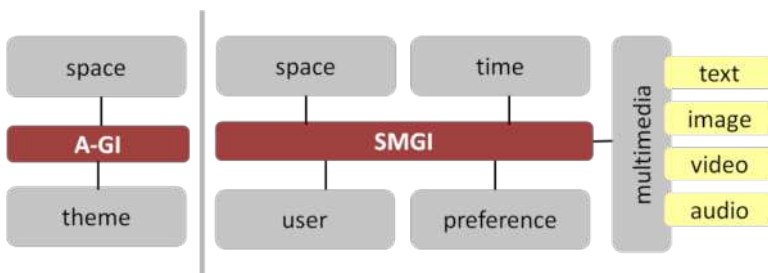 space
A-GI
theme
space
time
SMGI
user
preference
multimedia
text
image
video
audio